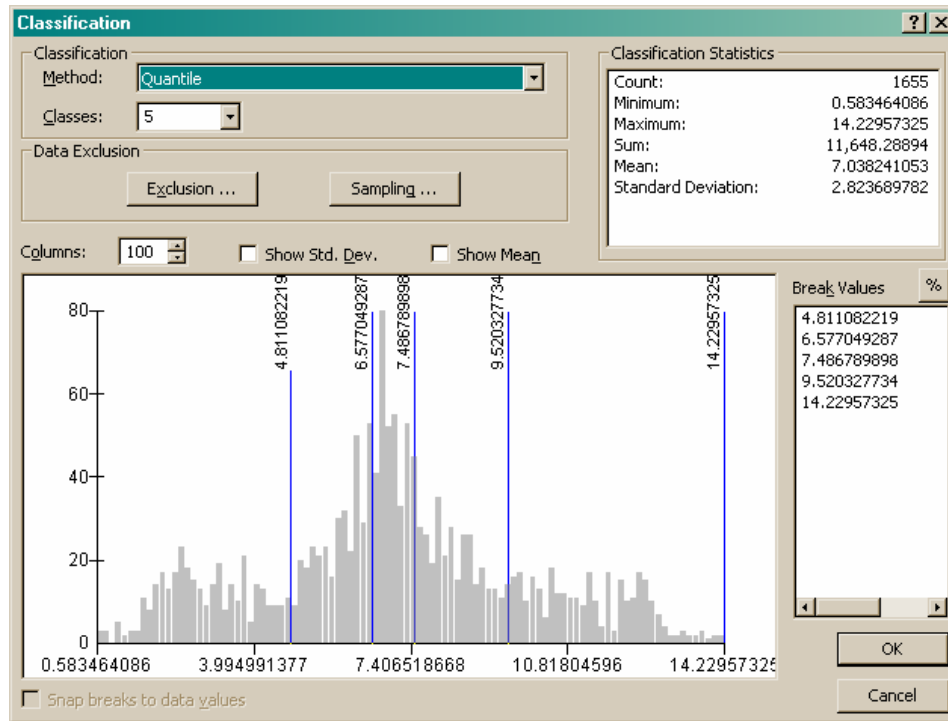 Classification
Classification
Method: Quantile
Classes: 5
Data Exclusion
Exclusion ...
Sampling ...
Classification Statistics
Count: 1655
Minimum: 0.583464086
Maximum: 14.22957325
Sum: 11,648.28894
Mean: 7.038241053
Standard Deviation: 2.823689782
Columns: 100
Show Std. Dev.
Show Mean
80
60
40
20
0
4.811082219
6.577049287
7.486789898
9.520327734
14.22957325
0.583464086
3.994991377
7.406518668
10.81804596
14.22957325
Break Values
%
4.811082219
6.577049287
7.486789898
9.520327734
14.22957325
Snap breaks to data values
OK
Cancel